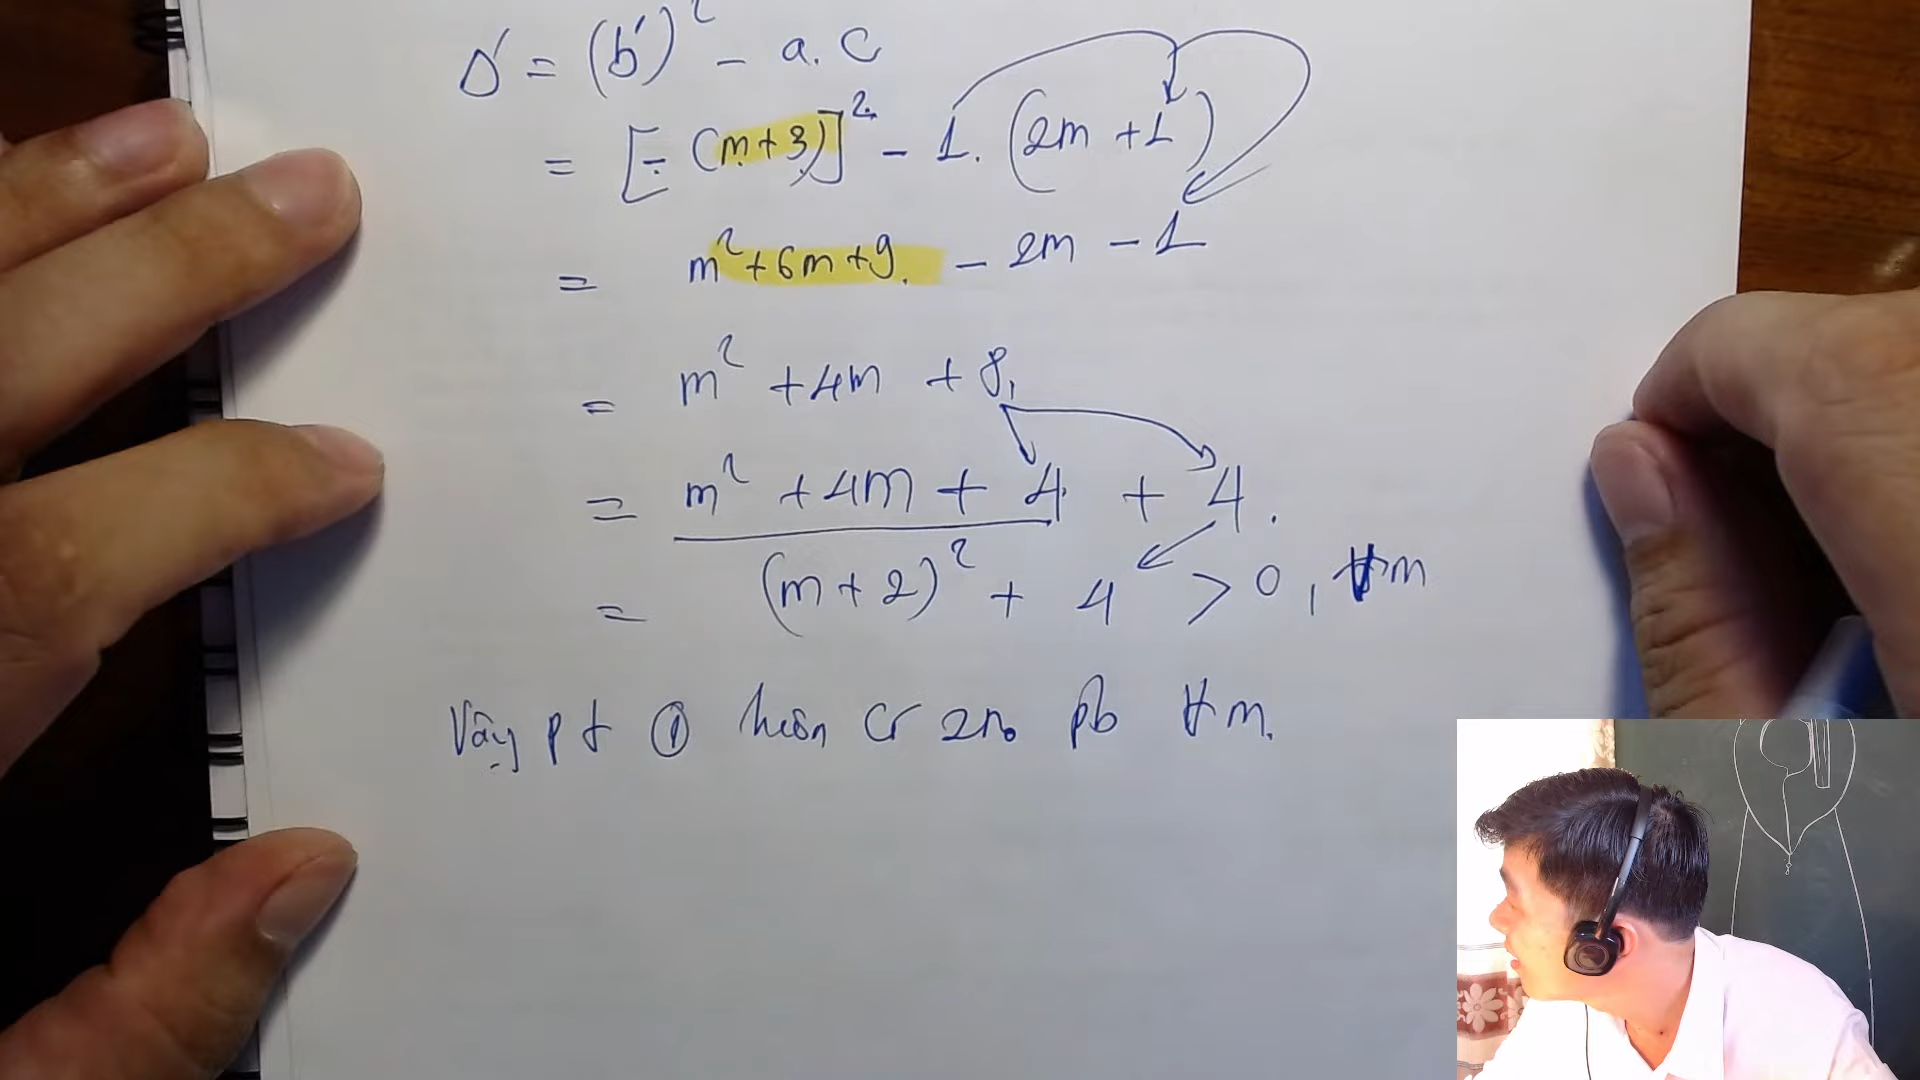 Δ' = (b')² - a.c
= [-(m+3)]² - 1.(2m+1)
= m²+6m+9 - 2m - 1
= m² + 4m + 8
= m² + 4m + 4 + 4.
= (m+2)² + 4 > 0, ∀m
Vậy pt ① luôn có 2n₀ pb ∀m.